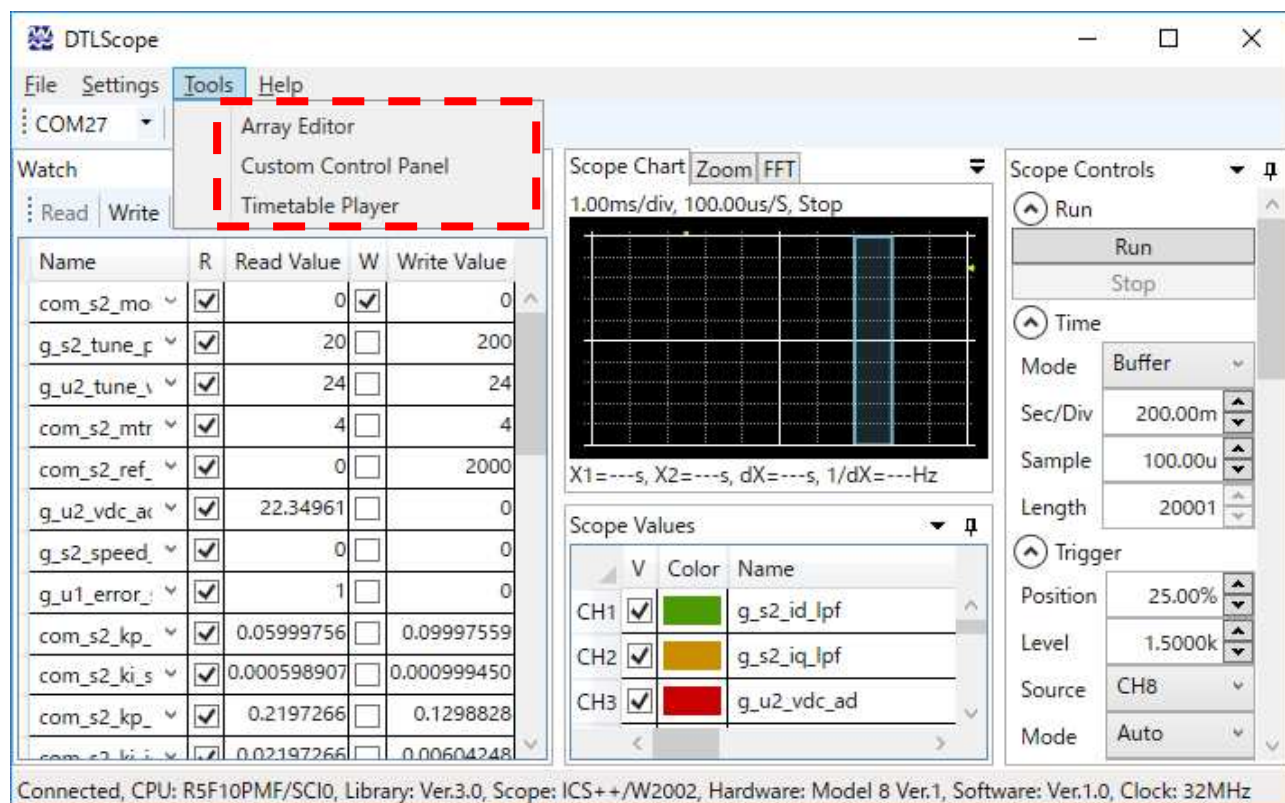 DTLScope
File Settings Tools Help
COM27
Array Editor
Custom Control Panel
Timetable Player
Watch
Read Write
Name R Read Value W Write Value
com_s2_mo 0 0
g_s2_tune_p 20 200
g_u2_tune_v 24 24
com_s2_mtr 4 4
com_s2_ref_ 0 2000
g_u2_vdc_ac 22.34961 0
g_s2_speed_ 0 0
g_u1_error_s 1 0
com_s2_kp_ 0.05999756 0.09997559
com_s2_ki_s 0.000598907 0.000999450
com_s2_kp_ 0.2197266 0.1298828
com_s2_ki_i 0.02197266 0.00604248
Scope Chart Zoom FFT
1.00ms/div, 100.00us/S, Stop
X1=---s, X2=---s, dX=---s, 1/dX=---Hz
Scope Values
V Color Name
CH1 g_s2_id_lpf
CH2 g_s2_iq_lpf
CH3 g_u2_vdc_ad
Scope Controls
Run
Run
Stop
Time
Mode Buffer
Sec/Div 200.00m
Sample 100.00u
Length 20001
Trigger
Position 25.00%
Level 1.5000k
Source CH8
Mode Auto
Connected, CPU: R5F10PMF/SCI0, Library: Ver.3.0, Scope: ICS++/W2002, Hardware: Model 8 Ver.1, Software: Ver.1.0, Clock: 32MHz